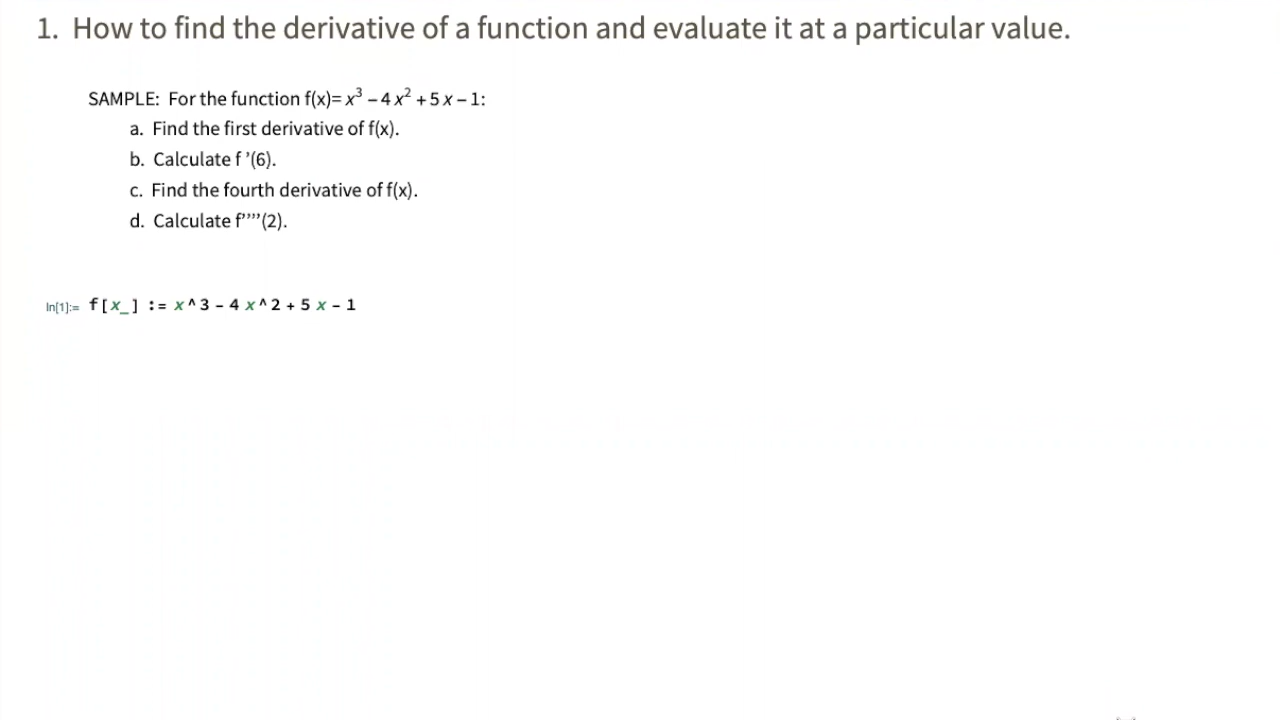 1. How to find the derivative of a function and evaluate it at a particular value.
SAMPLE: For the function f(x)= x³ – 4 x² + 5 x – 1:
a. Find the first derivative of f(x).
b. Calculate f ’(6).
c. Find the fourth derivative of f(x).
d. Calculate f’’’’(2).
In[1]:= f[x_] := x^3 - 4 x^2 + 5 x - 1